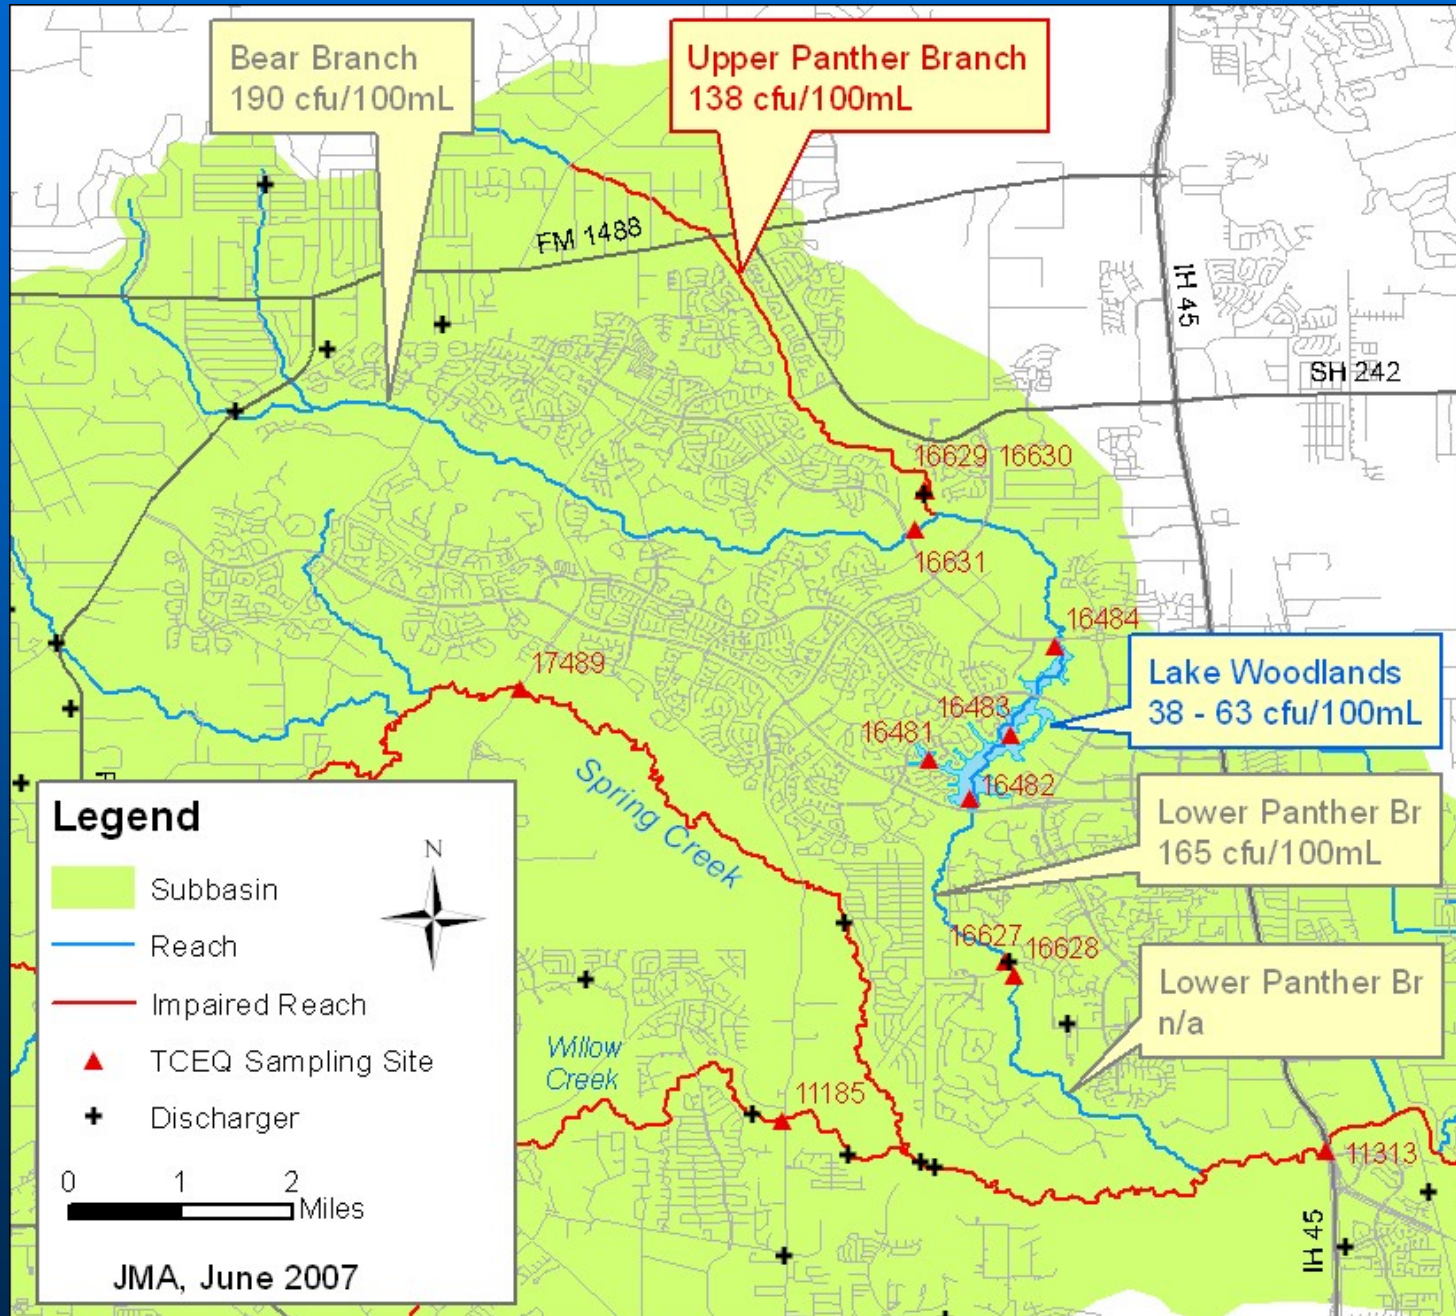 Bear Branch
190 cfu/100mL
Upper Panther Branch
138 cfu/100mL
FM 1488
IH 45
SH 242
16629 16630
16631
16484
17489
Lake Woodlands
38 - 63 cfu/100mL
16483
16481
16482
Spring Creek
Lower Panther Br
165 cfu/100mL
16627 16628
Lower Panther Br
n/a
Willow
Creek
11185
11313
IH 45
Legend
N
Subbasin
Reach
Impaired Reach
TCEQ Sampling Site
Discharger
0 1 2
Miles
JMA, June 2007